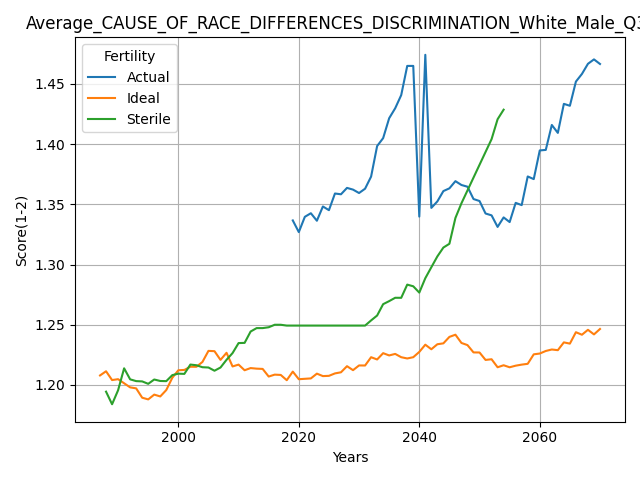 Average_CAUSE_OF_RACE_DIFFERENCES_DISCRIMINATION_White_Male_Q3
Fertility
Actual
Ideal
Sterile
1.45
1.40
1.35
1.30
1.25
1.20
Score(1-2)
2000
2020
2040
2060
Years